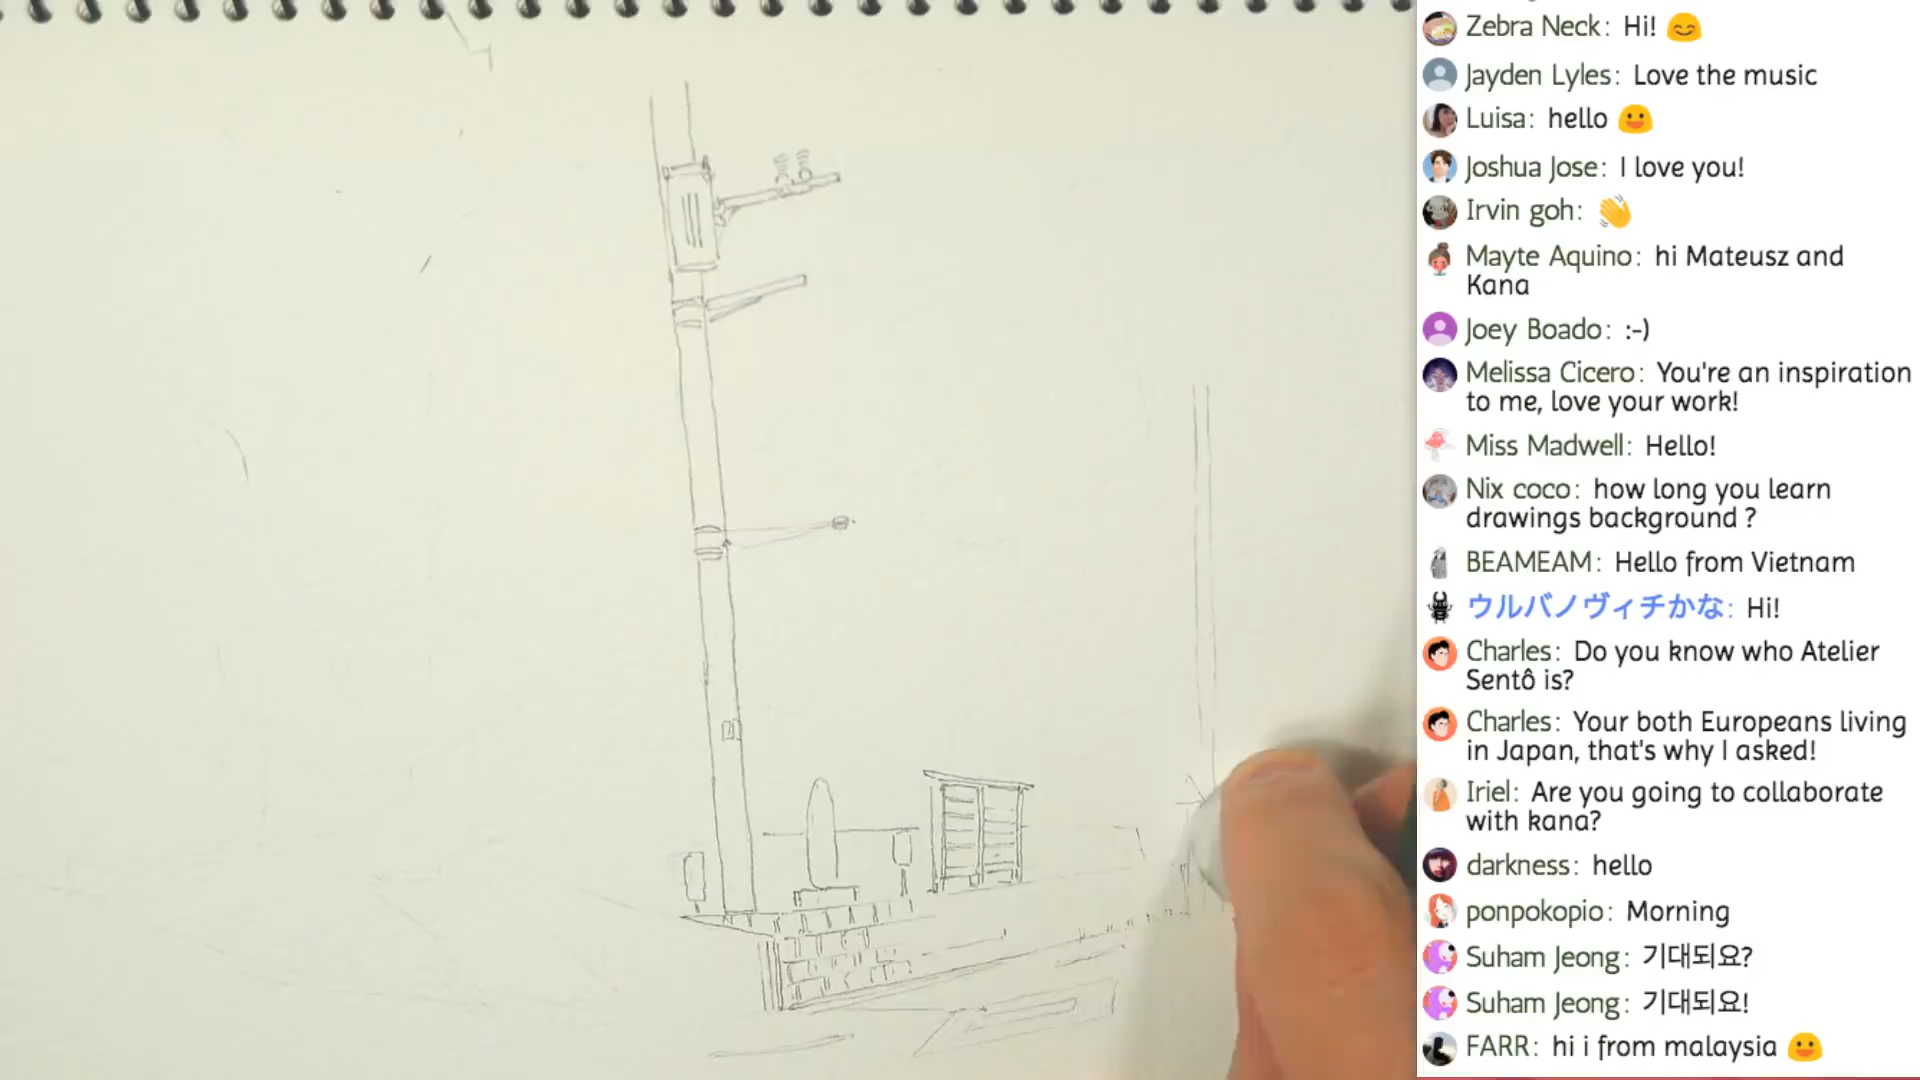 Zebra Neck: Hi! 😊
Jayden Lyles: Love the music
Luisa: hello 😃
Joshua Jose: I love you!
Irvin goh: 👋
Mayte Aquino: hi Mateusz and
Kana
Joey Boado: :-)
Melissa Cicero: You're an inspiration
to me, love your work!
Miss Madwell: Hello!
Nix coco: how long you learn
drawings background ?
BEAMEAM: Hello from Vietnam
ウルバノヴィチかな: Hi!
Charles: Do you know who Atelier
Sentô is?
Charles: Your both Europeans living
in Japan, that's why I asked!
Iriel: Are you going to collaborate
with kana?
darkness: hello
ponpokopio: Morning
Suham Jeong: 기대되요?
Suham Jeong: 기대되요!
FARR: hi i from malaysia 😃